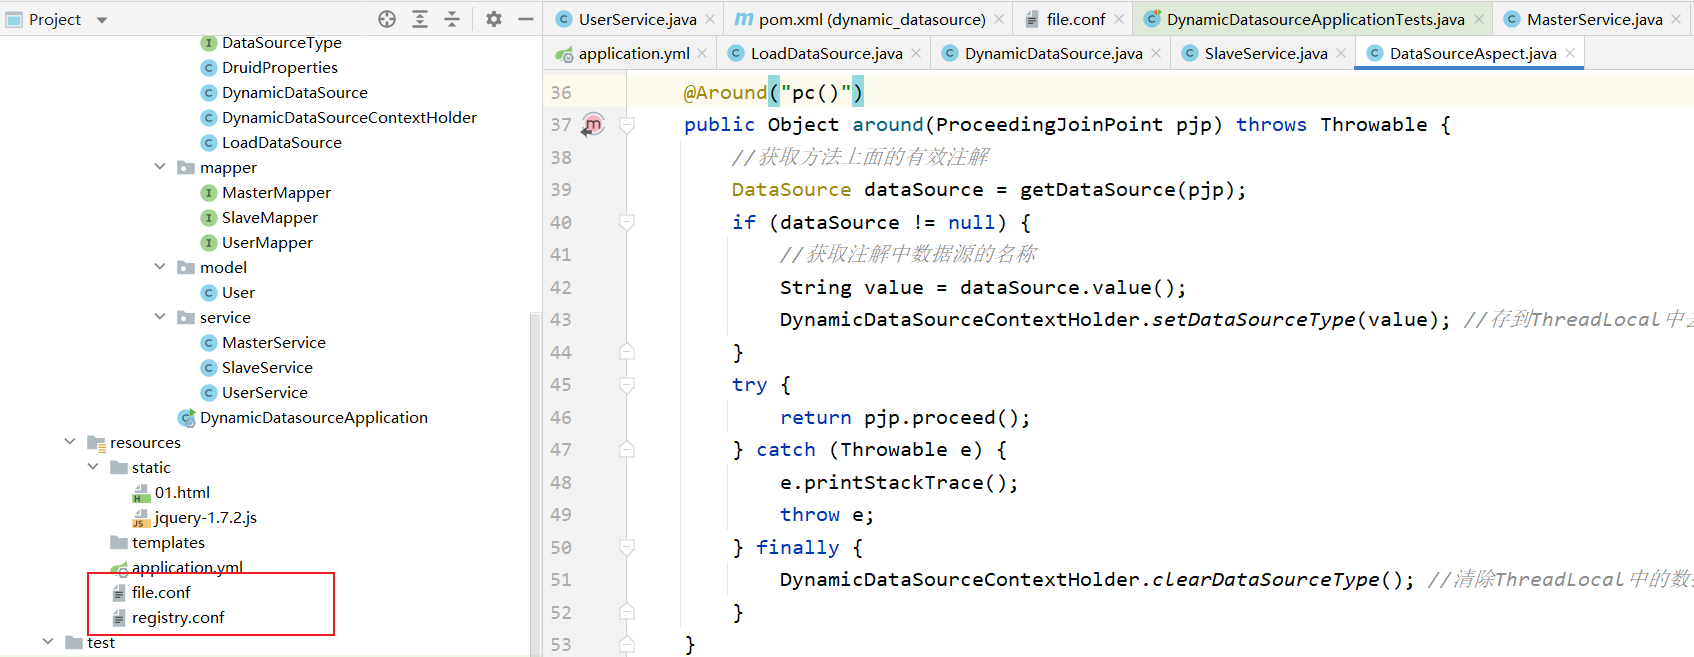 Project
UserService.java
pom.xml (dynamic_datasource)
file.conf
DynamicDatasourceApplicationTests.java
MasterService.java
application.yml
LoadDataSource.java
DynamicDataSource.java
SlaveService.java
DataSourceAspect.java
DataSourceType
DruidProperties
DynamicDataSource
DynamicDataSourceContextHolder
LoadDataSource
mapper
MasterMapper
SlaveMapper
UserMapper
model
User
service
MasterService
SlaveService
UserService
DynamicDatasourceApplication
resources
static
01.html
jquery-1.7.2.js
templates
application.yml
file.conf
registry.conf
test
36 @Around("pc()")
37 public Object around(ProceedingJoinPoint pjp) throws Throwable {
38 //获取方法上面的有效注解
39 DataSource dataSource = getDataSource(pjp);
40 if (dataSource != null) {
41 //获取注解中数据源的名称
42 String value = dataSource.value();
43 DynamicDataSourceContextHolder.setDataSourceType(value); //存到ThreadLocal中
44 }
45 try {
46 return pjp.proceed();
47 } catch (Throwable e) {
48 e.printStackTrace();
49 throw e;
50 } finally {
51 DynamicDataSourceContextHolder.clearDataSourceType(); //清除ThreadLocal中的数
52 }
53 }